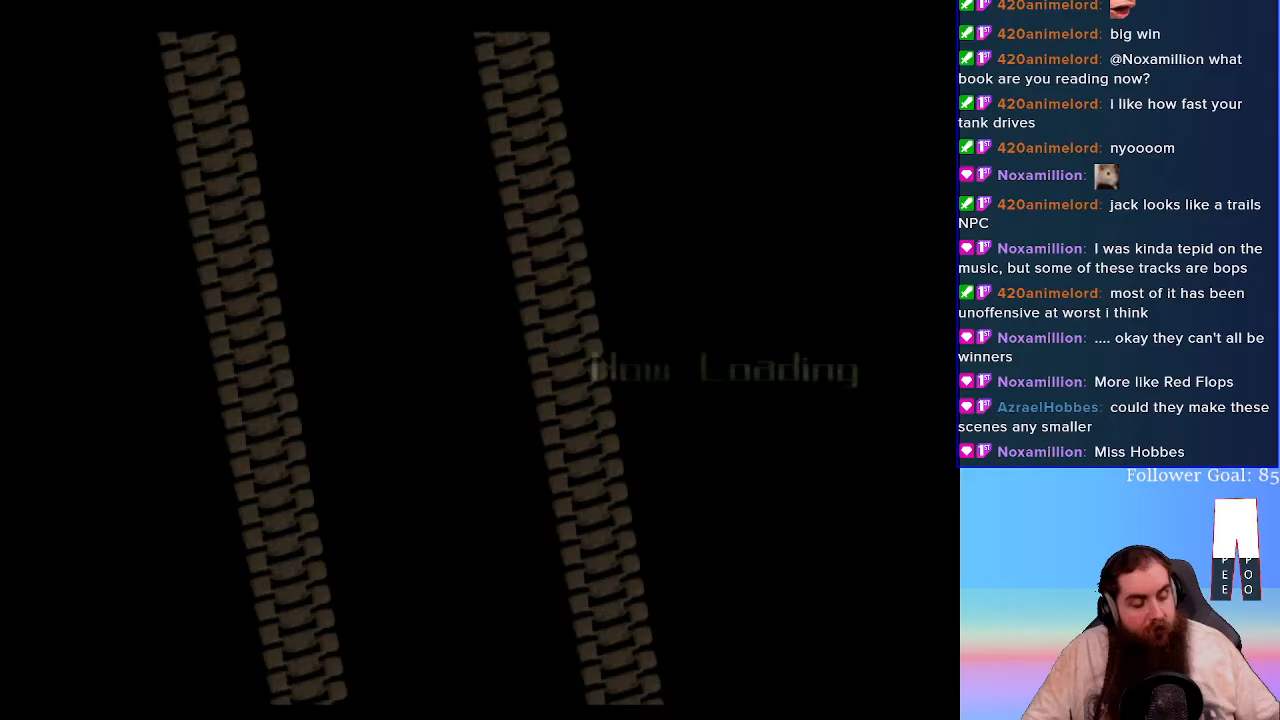 Now Loading
420animelord:
420animelord: big win
420animelord: @Noxamillion what
book are you reading now?
420animelord: I like how fast your
tank drives
420animelord: nyoooom
Noxamillion:
420animelord: jack looks like a trails
NPC
Noxamillion: I was kinda tepid on the
music, but some of these tracks are bops
420animelord: most of it has been
unoffensive at worst i think
Noxamillion: .... okay they can't all be
winners
Noxamillion: More like Red Flops
AzraelHobbes: could they make these
scenes any smaller
Noxamillion: Miss Hobbes
Follower Goal: 85
PEE
POO